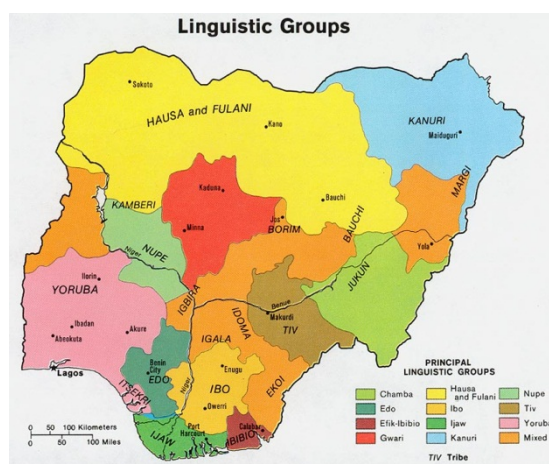 Linguistic Groups
Sokoto
HAUSA and FULANI
Kano
KANURI
Maiduguri
MARGI
Kaduna
KAMBERI
Bauchi
Minna
Jos
BORIM
BAUCHI
Yola
NUPE
Niger
Ilorin
YORUBA
JUKUN
IGBIRA
Benue
IDOMA
Makurdi
TIV
Ibadan
Abeokuta
Akure
IGALA
Lagos
Benin
City
EDO
Niger
Enugu
IBO
EKOI
ITSEKRI
Owerri
IJAW
Port
Harcourt
Calabar
IBIBIO
0 50 100 Kilometers
0 50 100 Miles
PRINCIPAL
LINGUISTIC GROUPS
Chamba
Edo
Efik-Ibibio
Gwari
Hausa
and Fulani
Ibo
Ijaw
Kanuri
Nupe
Tiv
Yoruba
Mixed
TIV Tribe